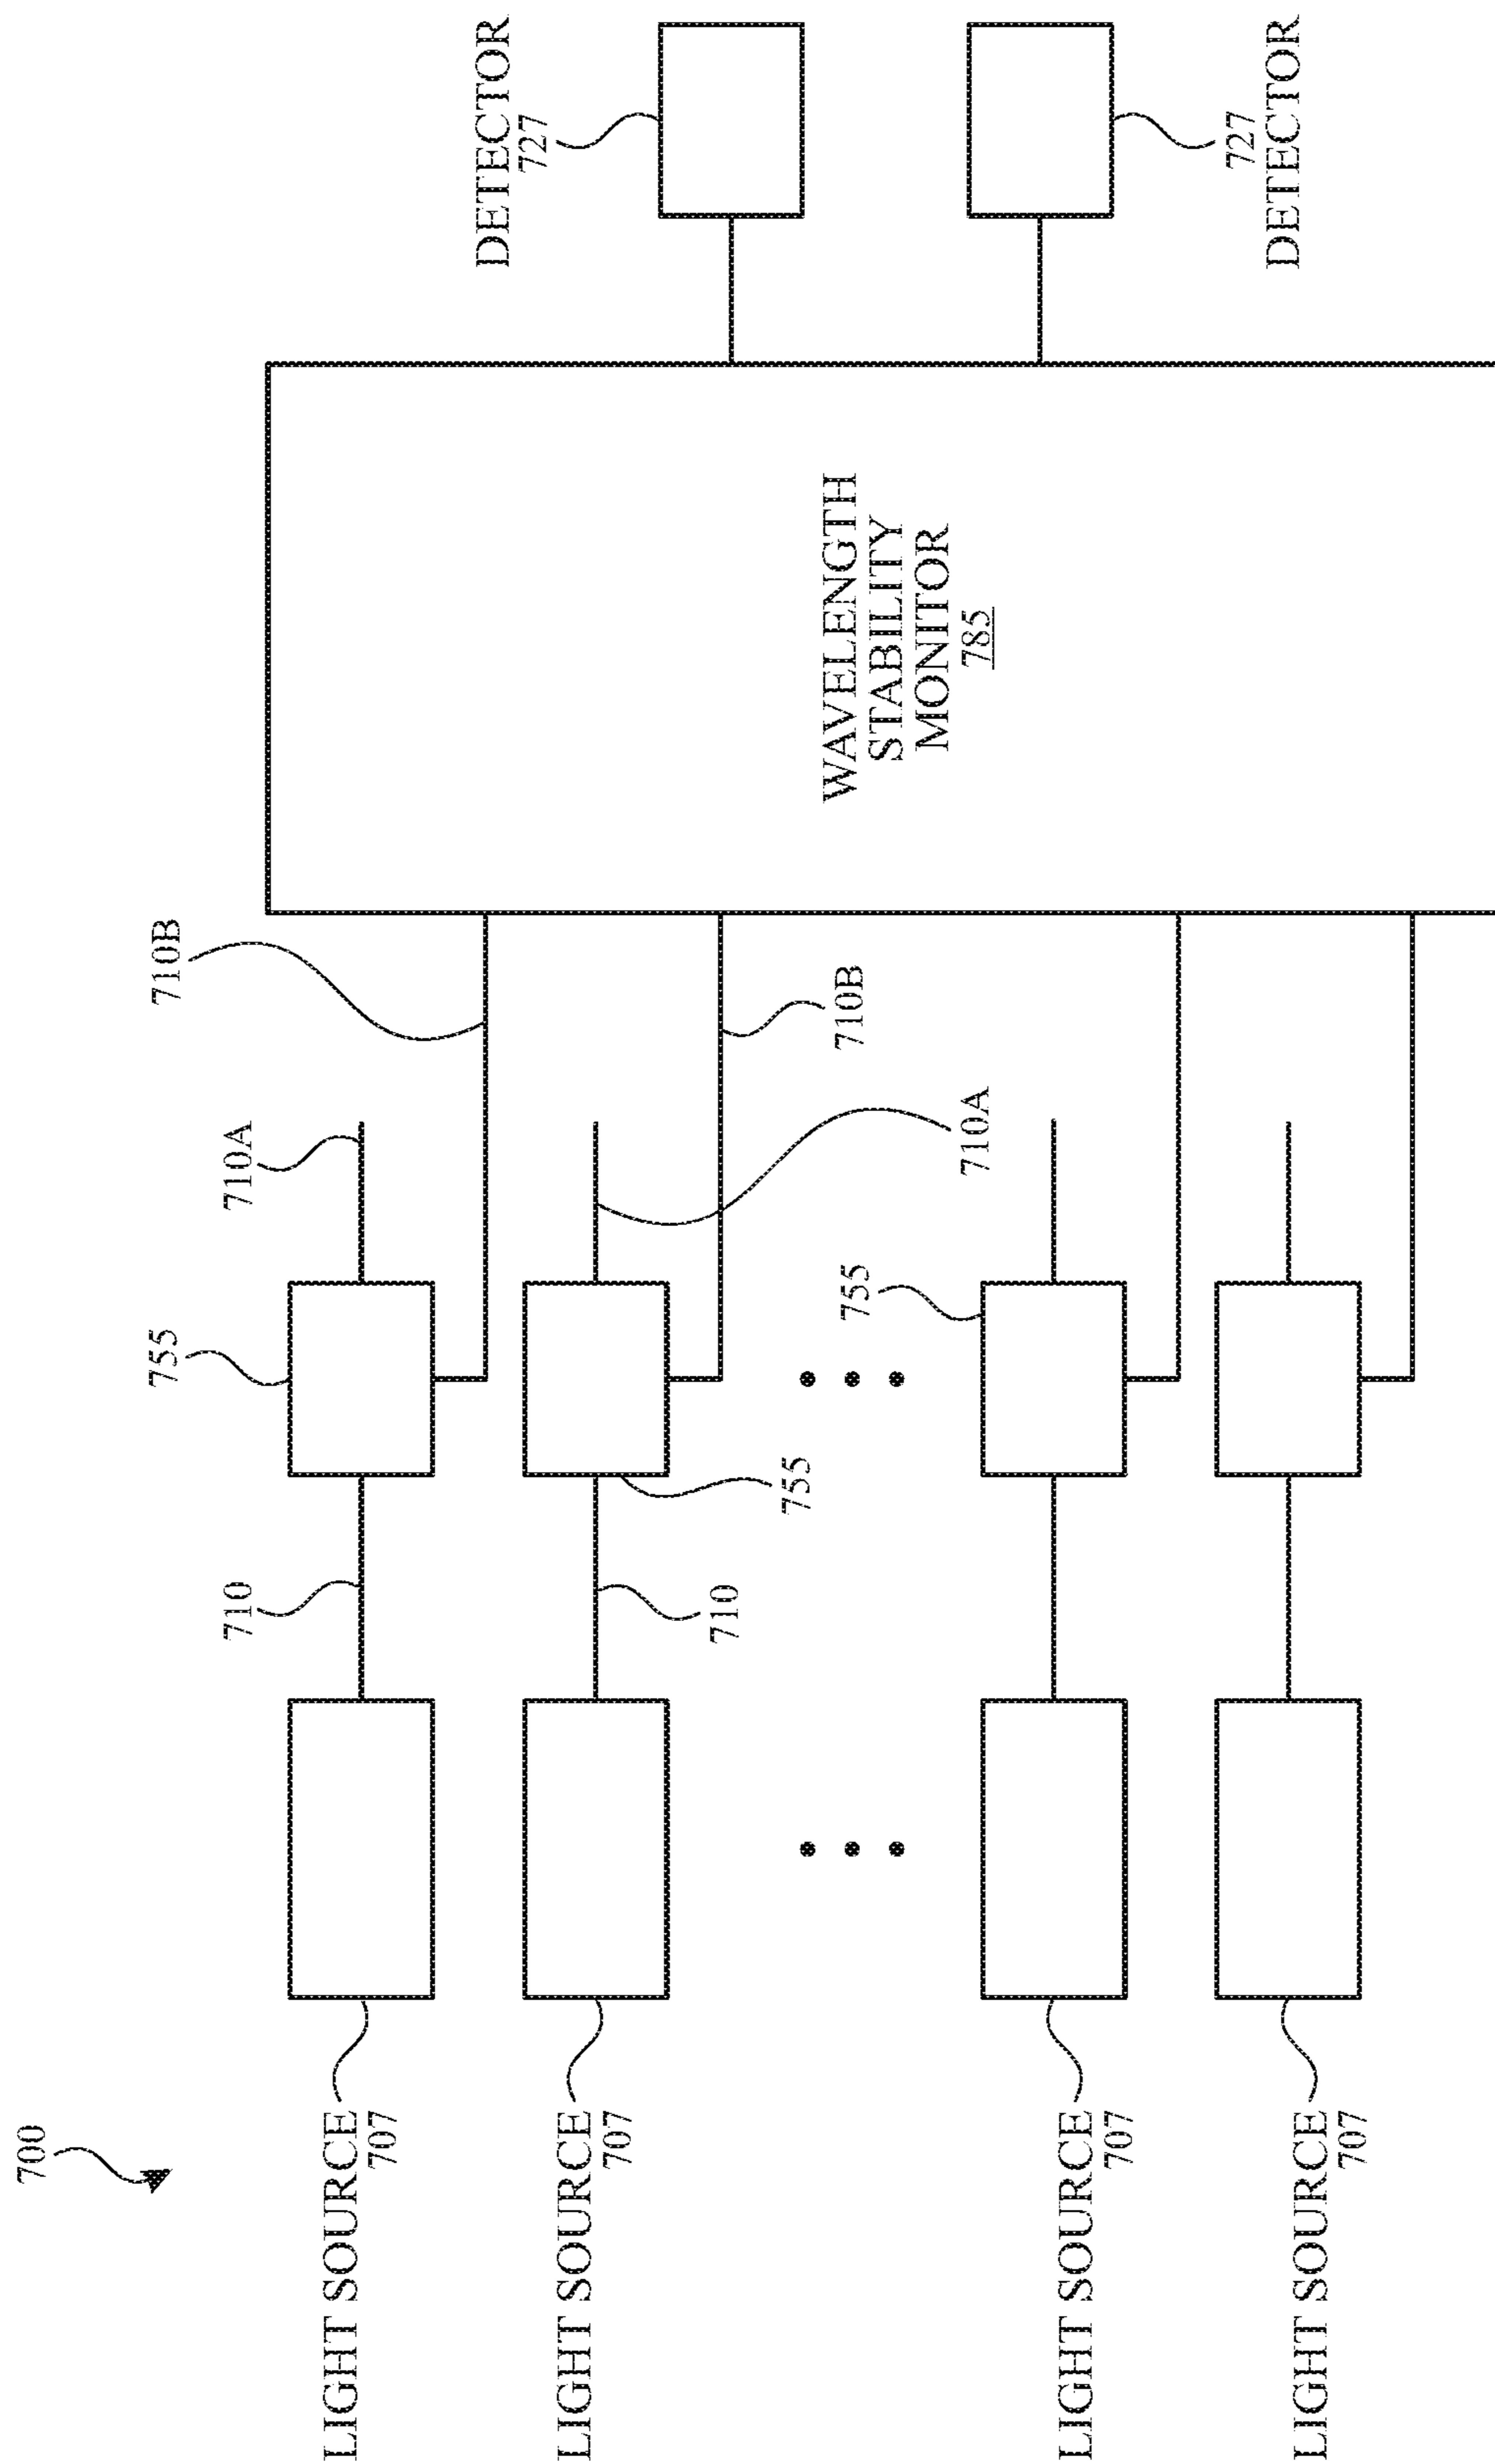 700
LIGHT SOURCE
707
710
755
710A
710B
LIGHT SOURCE
707
710
755
710A
710B
LIGHT SOURCE
707
755
LIGHT SOURCE
707
WAVELENGTH
STABILITY
MONITOR
785
DETECTOR
727
727
DETECTOR